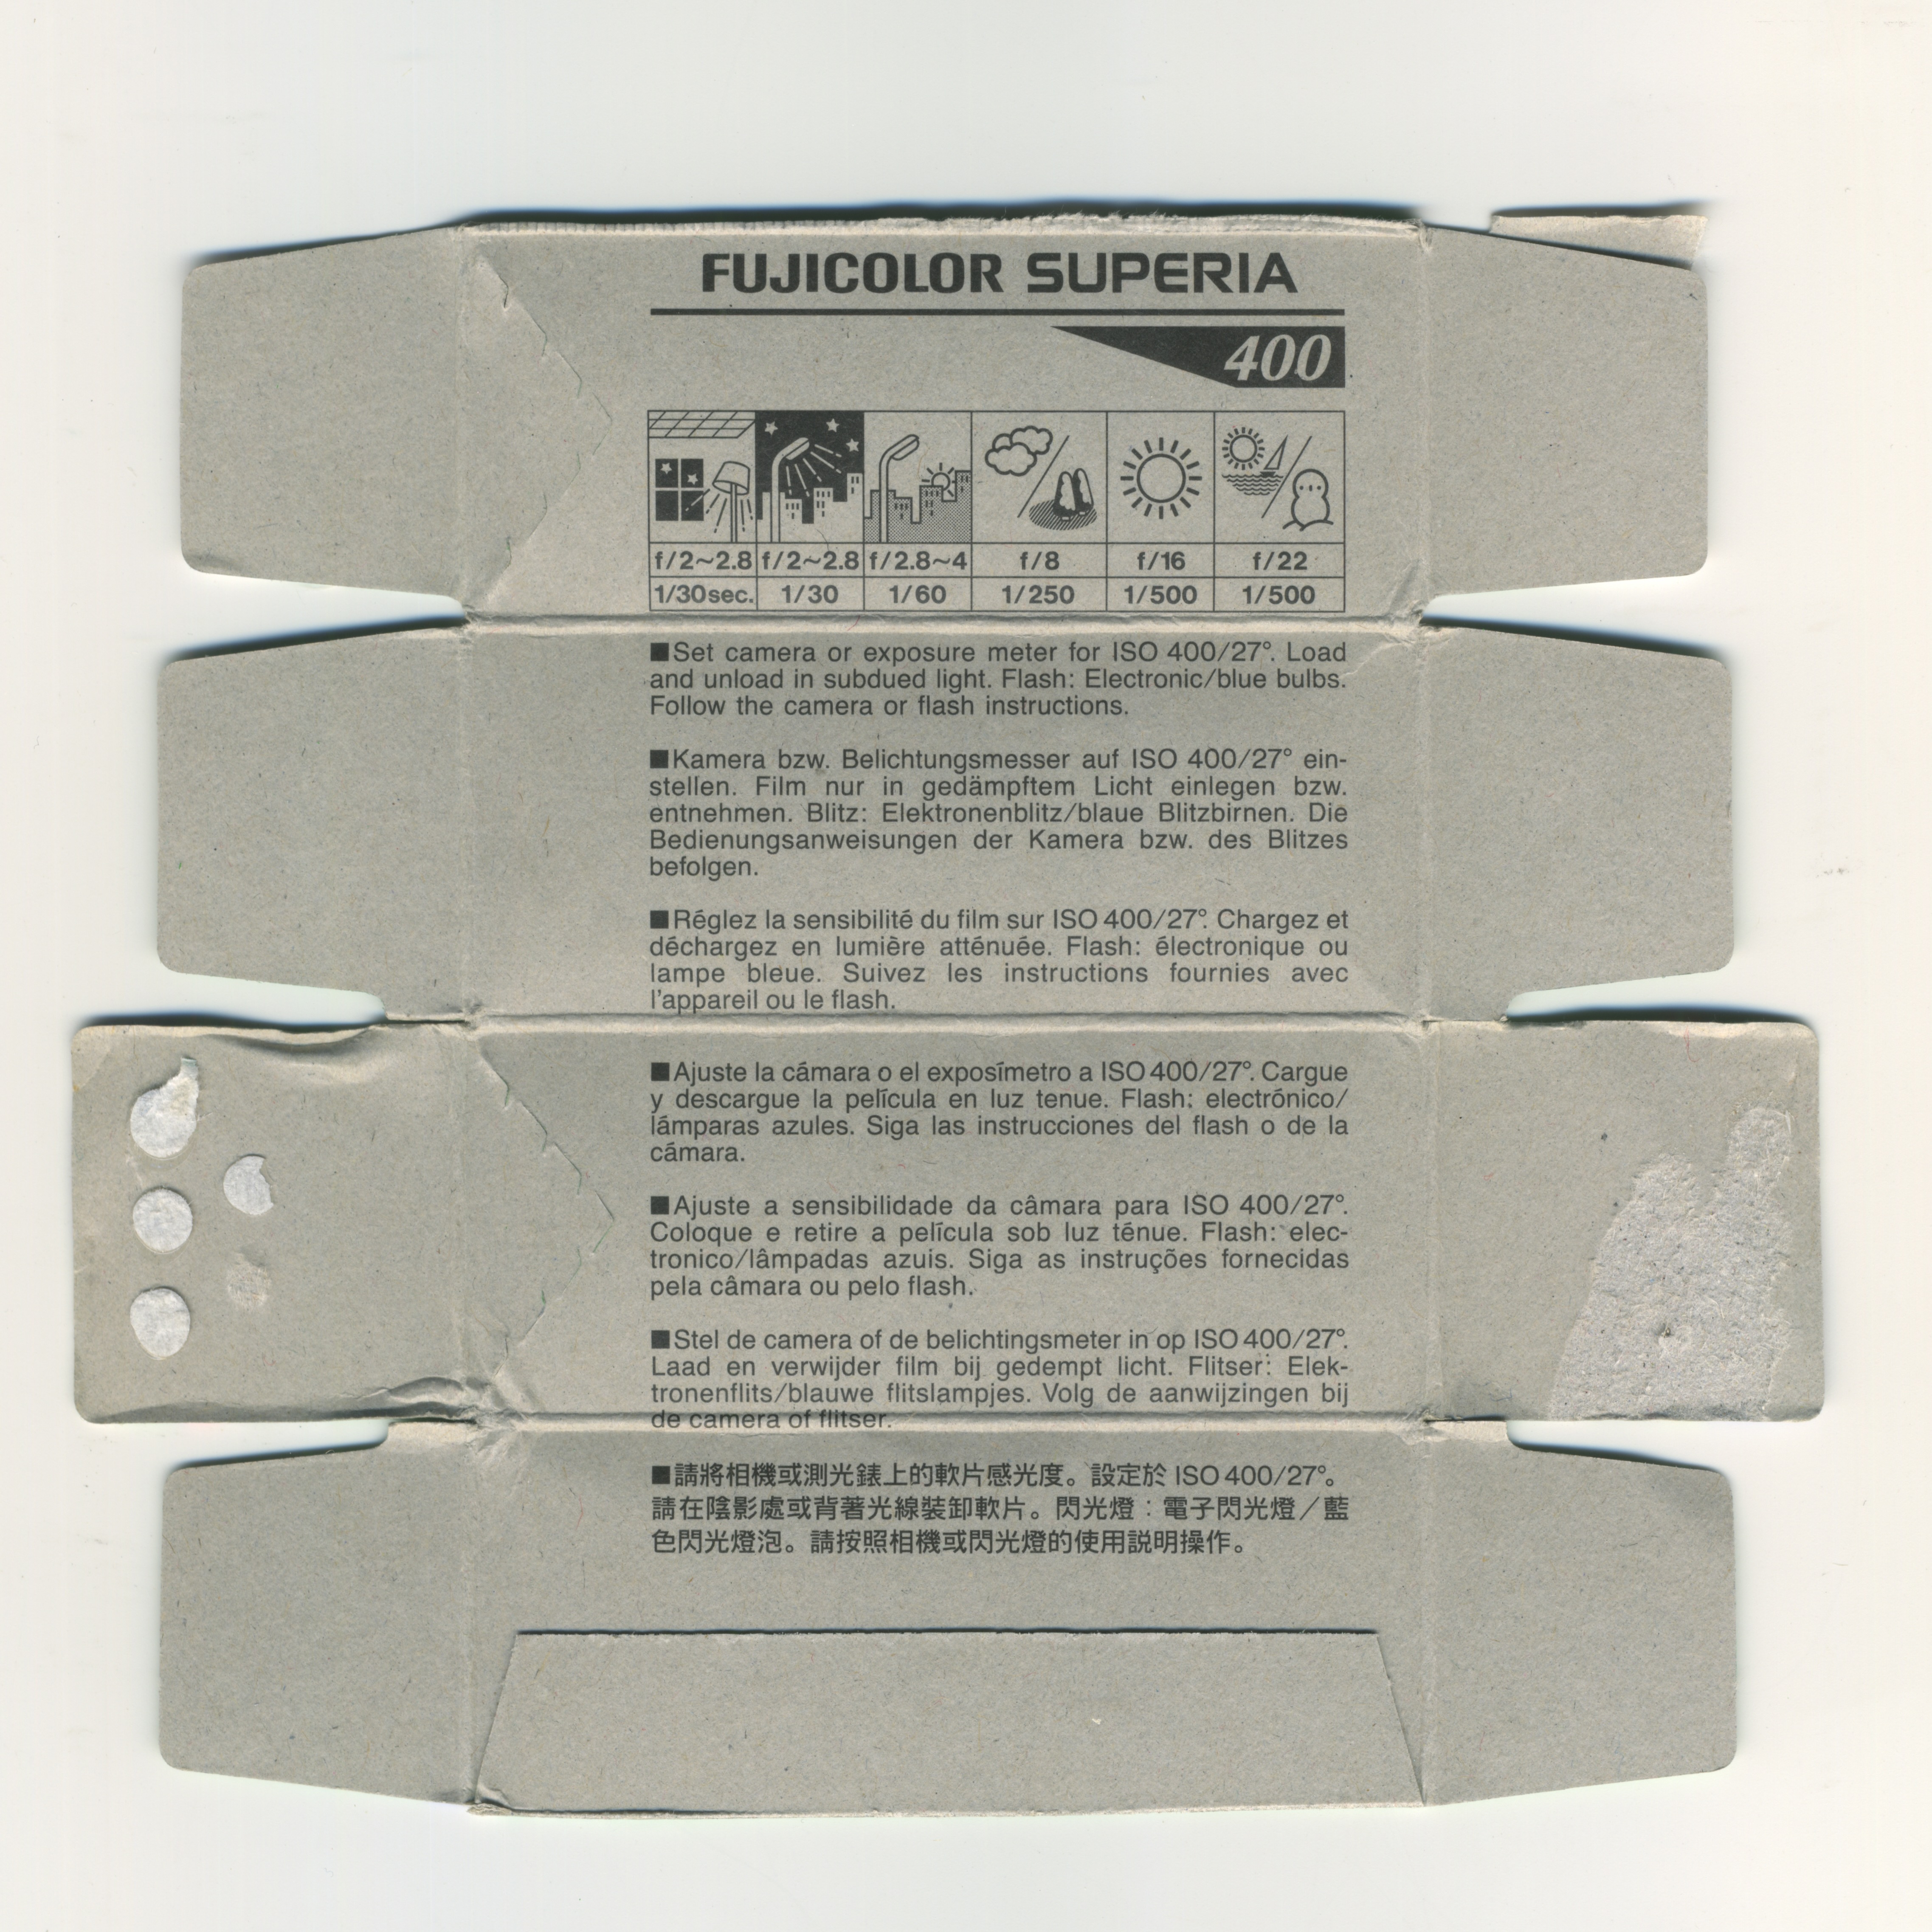 FUJICOLOR SUPERIA
400
f/2~2.8 f/2~2.8 f/2.8~4 f/8 f/16 f/22
1/30sec. 1/30 1/60 1/250 1/500 1/500
■Set camera or exposure meter for ISO 400/27°. Load
and unload in subdued light. Flash: Electronic/blue bulbs.
Follow the camera or flash instructions.
■Kamera bzw. Belichtungsmesser auf ISO 400/27° ein-
stellen. Film nur in gedämpftem Licht einlegen bzw.
entnehmen. Blitz: Elektronenblitz/blaue Blitzbirnen. Die
Bedienungsanweisungen der Kamera bzw. des Blitzes
befolgen.
■Réglez la sensibilité du film sur ISO 400/27°. Chargez et
déchargez en lumière atténuée. Flash: électronique ou
lampe bleue. Suivez les instructions fournies avec
l'appareil ou le flash.
■Ajuste la cámara o el exposímetro a ISO 400/27°. Cargue
y descargue la película en luz tenue. Flash: electrónico/
lámparas azules. Siga las instrucciones del flash o de la
cámara.
■Ajuste a sensibilidade da câmara para ISO 400/27°.
Coloque e retire a película sob luz ténue. Flash: elec-
tronico/lâmpadas azuis. Siga as instruções fornecidas
pela câmara ou pelo flash.
■Stel de camera of de belichtingsmeter in op ISO 400/27°.
Laad en verwijder film bij gedempt licht. Flitser: Elek-
tronenflits/blauwe flitslampjes. Volg de aanwijzingen bij
de camera of flitser.
■請將相機或測光錶上的軟片感光度。設定於 ISO 400/27°。
請在陰影處或背著光線裝卸軟片。閃光燈：電子閃光燈／藍
色閃光燈泡。請按照相機或閃光燈的使用説明操作。